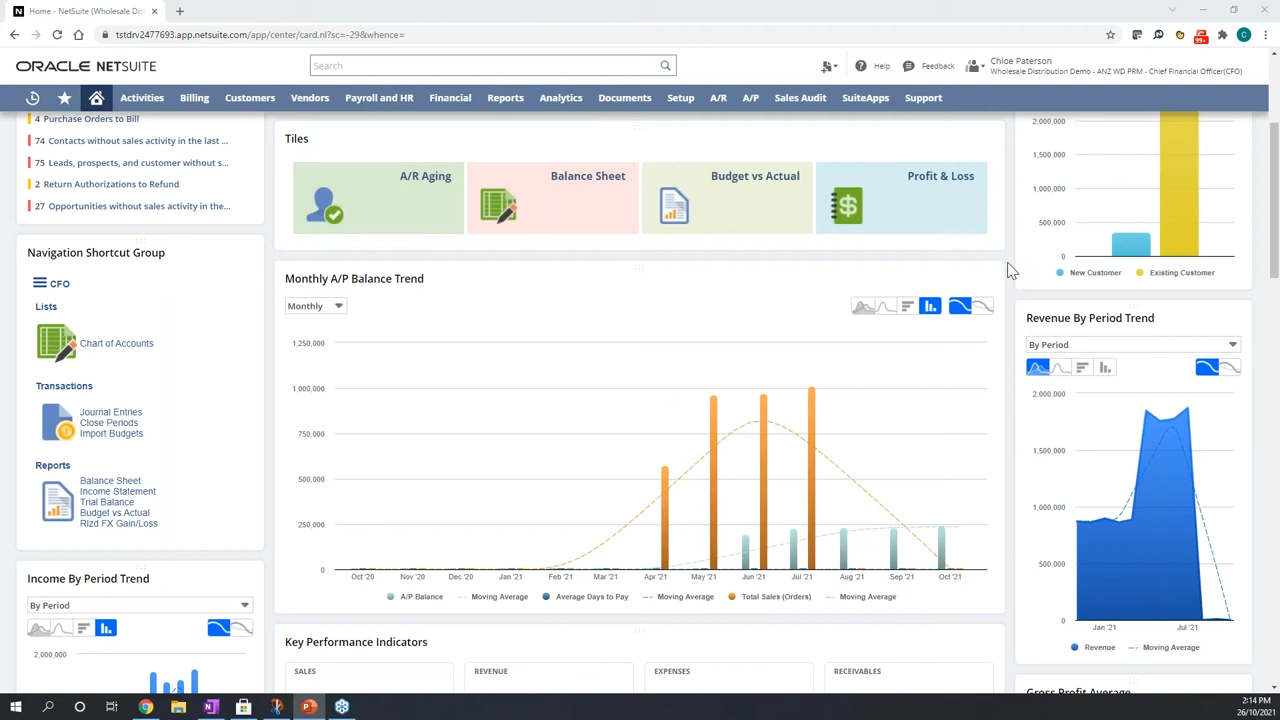 N Home - NetSuite (Wholesale Dis
tstdrv2477693.app.netsuite.com/app/center/card.nl?sc=-29&whence=
99+
C
ORACLE NETSUITE
Search
Help
Feedback
Chloe Paterson
Wholesale Distribution Demo - ANZ WD PRM - Chief Financial Officer(CFO)
Activities Billing Customers Vendors Payroll and HR Financial Reports Analytics Documents Setup A/R A/P Sales Audit SuiteApps Support
4 Purchase Orders to Bill
74 Contacts without sales activity in the last ...
75 Leads, prospects, and customer without s...
2 Return Authorizations to Refund
27 Opportunities without sales activity in the...
Navigation Shortcut Group
CFO
Lists
Chart of Accounts
Transactions
Journal Entries
Close Periods
Import Budgets
Reports
Balance Sheet
Income Statement
Trial Balance
Budget vs Actual
Rlzd FX Gain/Loss
Income By Period Trend
By Period
2,000,000
Tiles
A/R Aging
Balance Sheet
Budget vs Actual
Profit & Loss
Monthly A/P Balance Trend
Monthly
1,250,000
1,000,000
750,000
500,000
250,000
0
Oct '20 Nov '20 Dec '20 Jan '21 Feb '21 Mar '21 Apr '21 May '21 Jun '21 Jul '21 Aug '21 Sep '21 Oct '21
A/P Balance Moving Average Average Days to Pay Moving Average Total Sales (Orders) Moving Average
Key Performance Indicators
SALES
REVENUE
EXPENSES
RECEIVABLES
2,000,000
1,500,000
1,000,000
500,000
0
New Customer Existing Customer
Revenue By Period Trend
By Period
2,000,000
1,500,000
1,000,000
500,000
0
Jan '21 Jul '21
Revenue Moving Average
Gross Profit Average
2:14 PM
26/10/2021